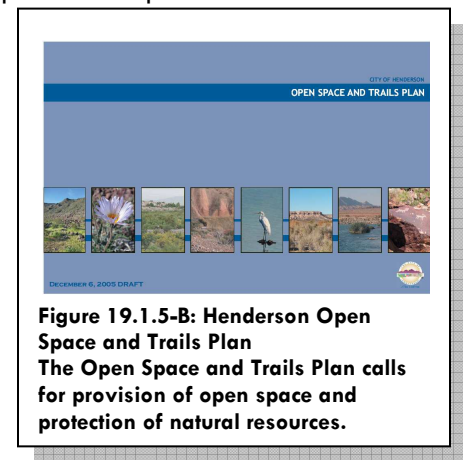 CITY OF HENDERSON
OPEN SPACE AND TRAILS PLAN
DECEMBER 6, 2005 DRAFT
Figure 19.1.5-B: Henderson Open
Space and Trails Plan
The Open Space and Trails Plan calls
for provision of open space and
protection of natural resources.